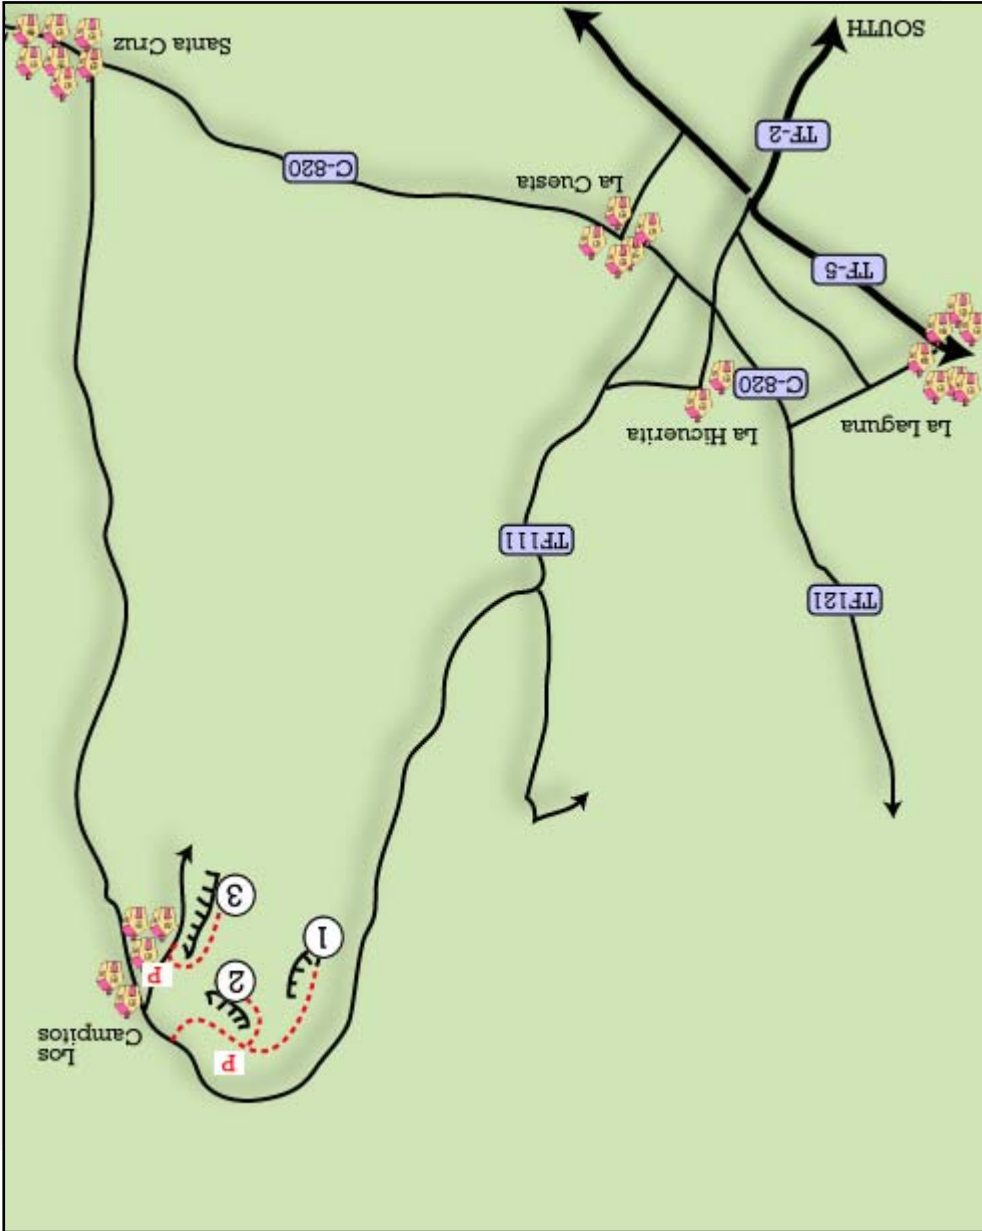 P
Los
Campitos
2
P
1
3
TF121
TF111
La Hicuerita
La Laguna
C-820
TF-5
La Cuesta
C-820
TF-2
Santa Cruz
SOUTH